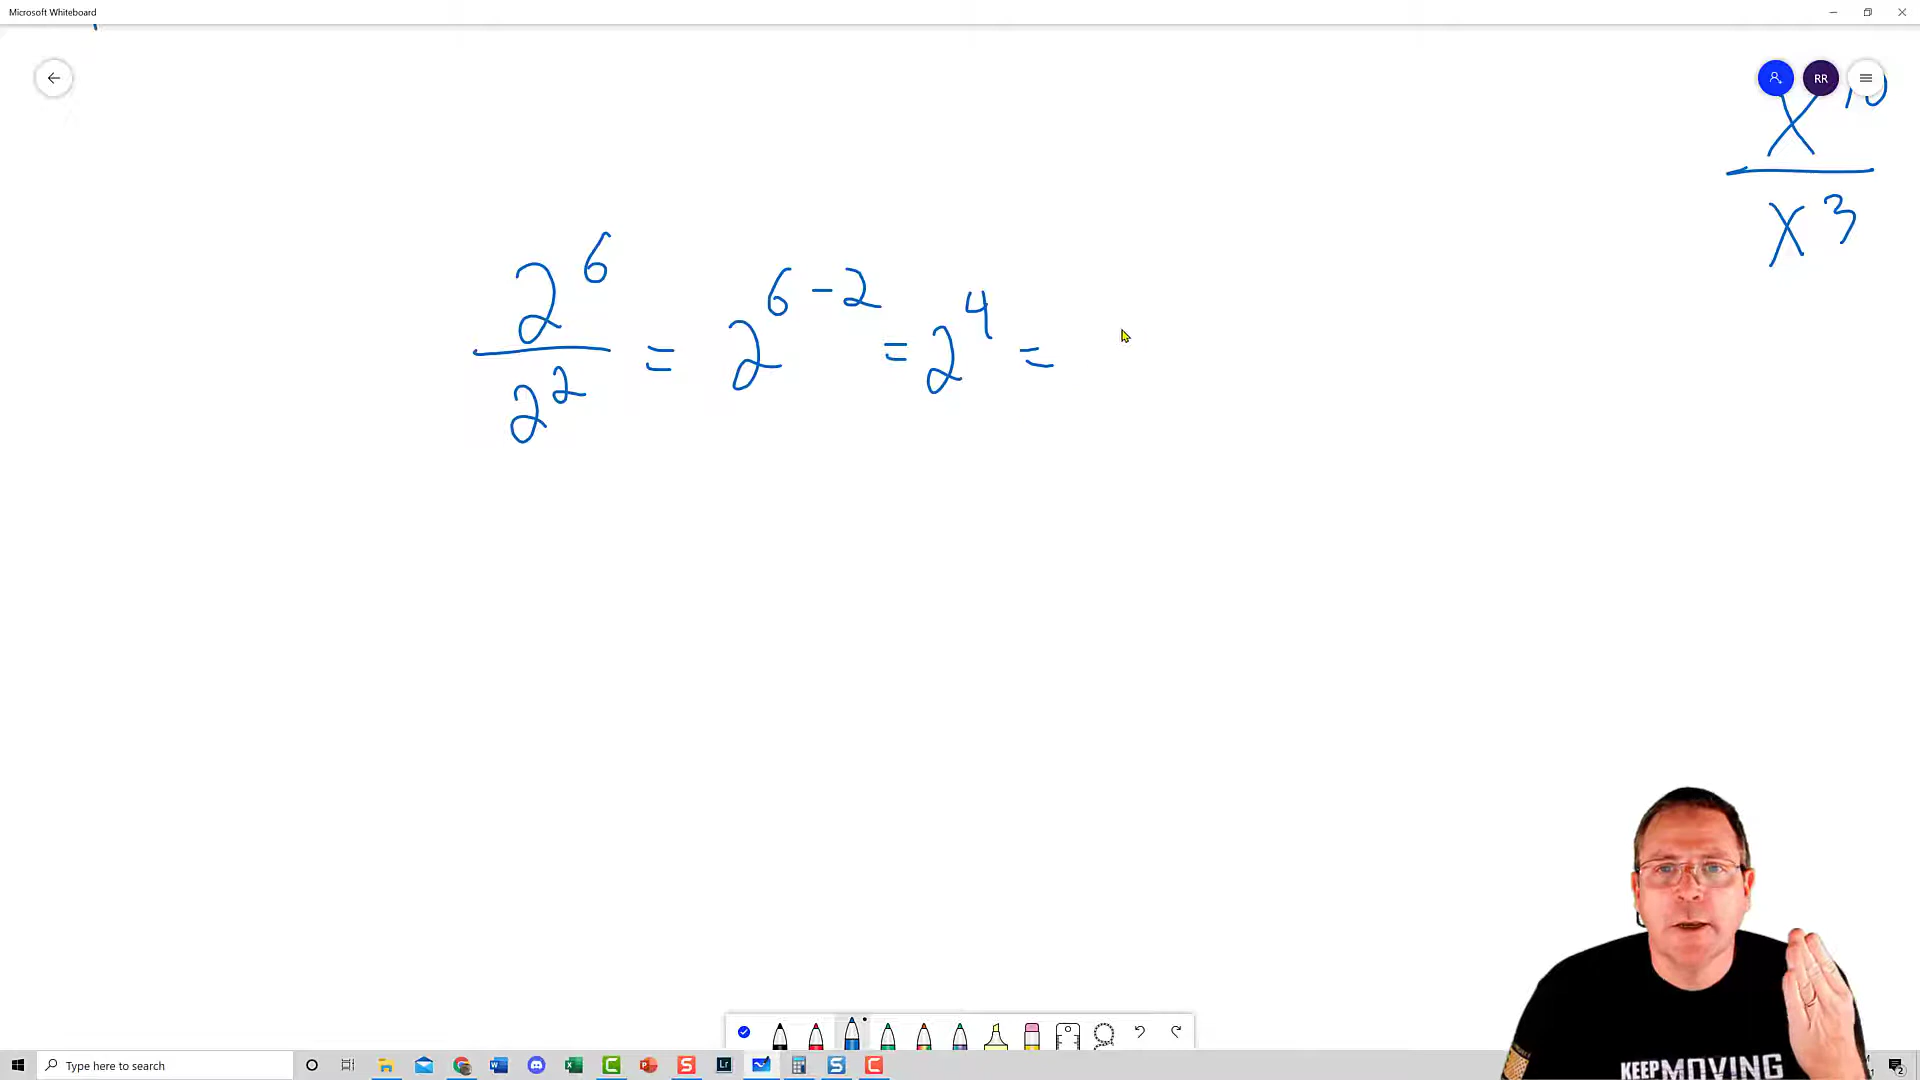 Microsoft Whiteboard
RR
x^10
/
x^3
2^6 / 2^2 = 2^(6-2) = 2^4 =
KEEPMOVING
Type here to search